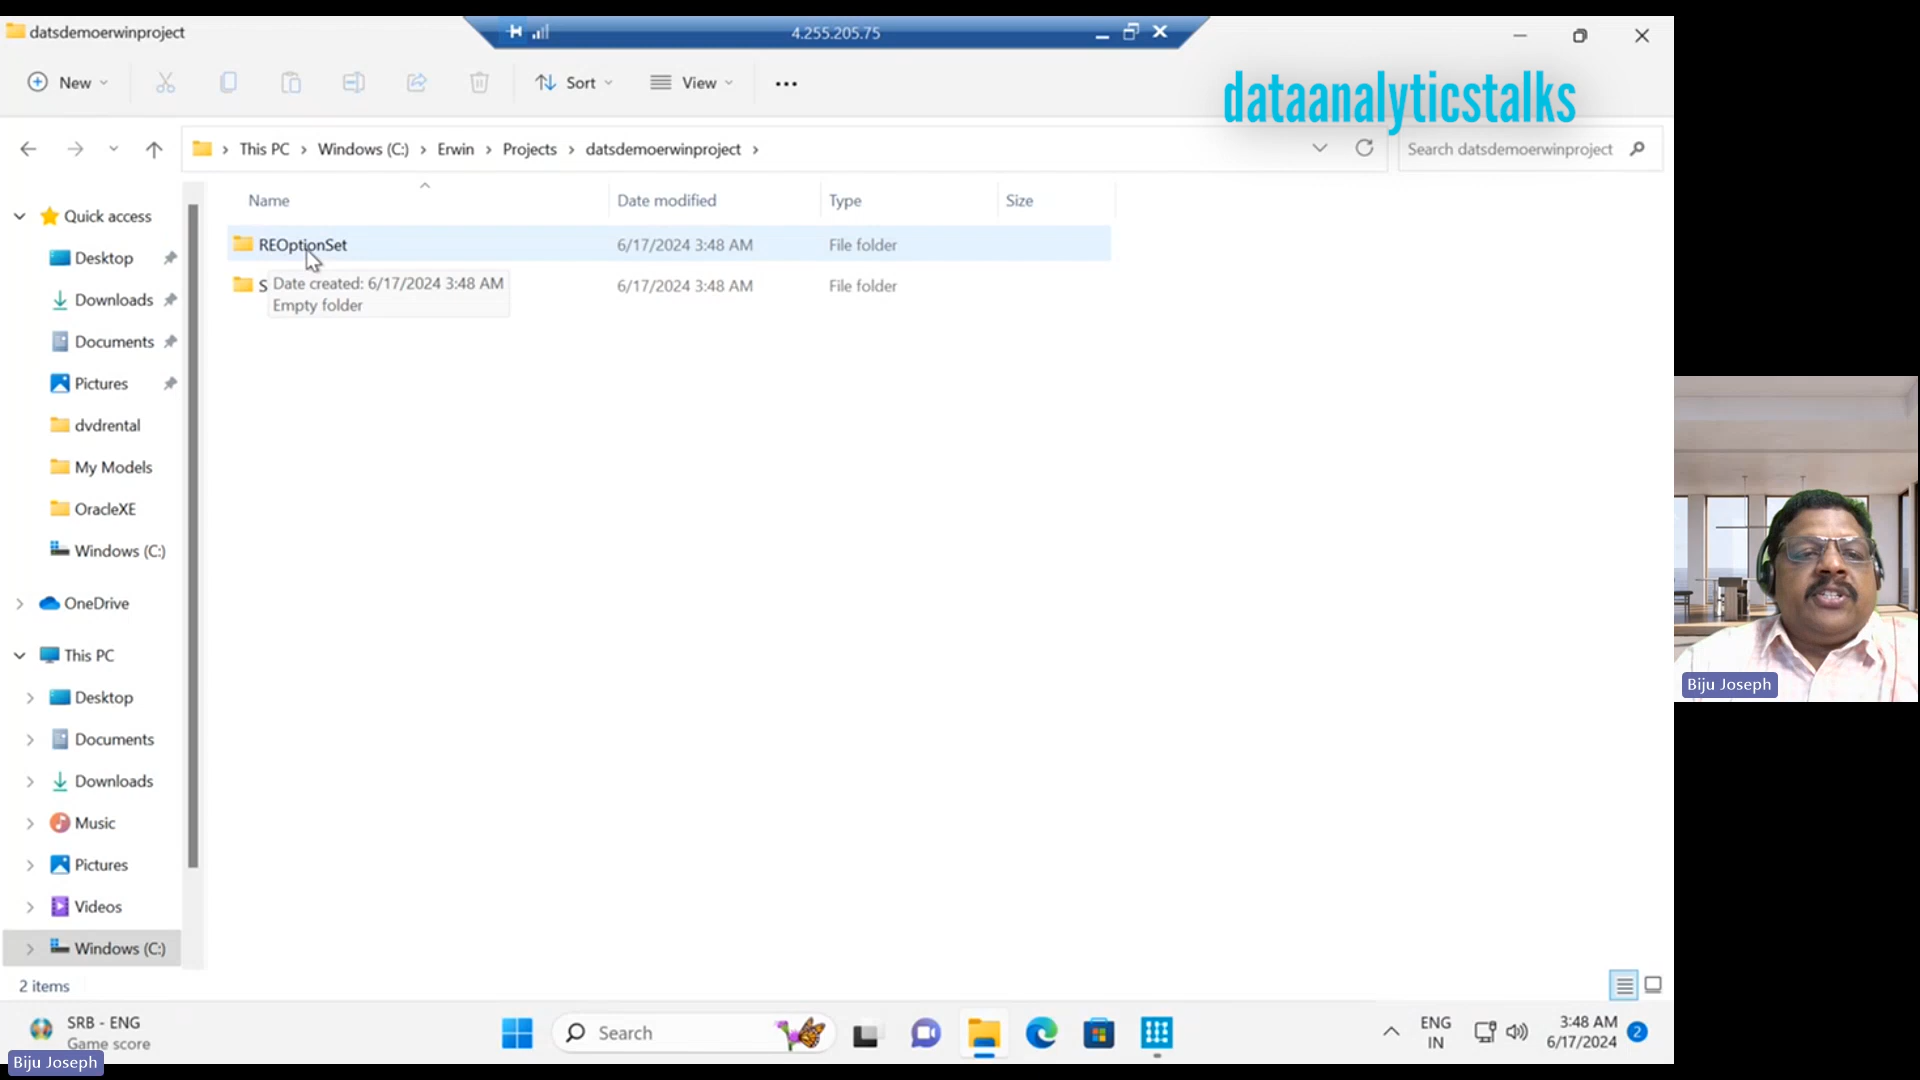 datsdemoerwinproject
4.255.205.75
New
Sort
View
dataanalyticstalks
This PC
Windows (C:)
Erwin
Projects
datsdemoerwinproject
Search datsdemoerwinproject
Name
Date modified
Type
Size
REOptionSet
6/17/2024 3:48 AM
File folder
S
6/17/2024 3:48 AM
File folder
Date created: 6/17/2024 3:48 AM
Empty folder
Quick access
Desktop
Downloads
Documents
Pictures
dvdrental
My Models
OracleXE
Windows (C:)
OneDrive
This PC
Desktop
Documents
Downloads
Music
Pictures
Videos
Windows (C:)
2 items
Biju Joseph
SRB - ENG
Game score
Search
ENG
IN
3:48 AM
6/17/2024
2
Biju Joseph